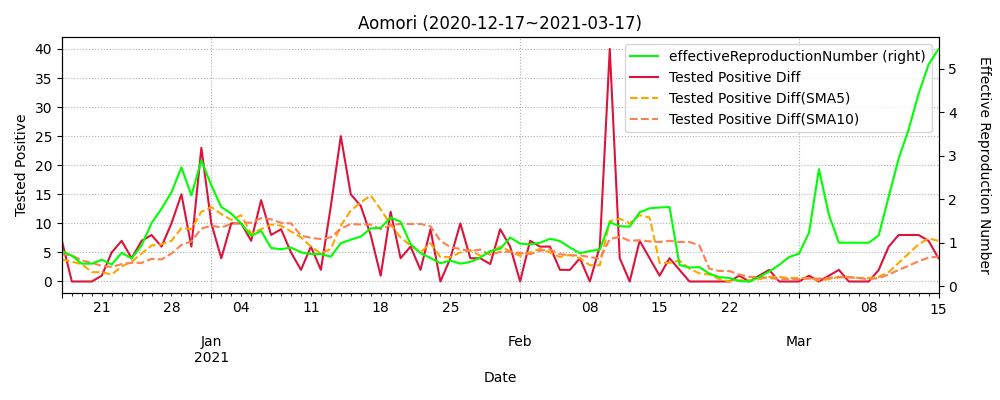 Aomori (2020-12-17~2021-03-17)
effectiveReproductionNumber (right)
Tested Positive Diff
Tested Positive Diff(SMA5)
Tested Positive Diff(SMA10)
Tested Positive
40
35
30
25
20
15
10
5
0
Effective Reproduction Number
5
4
3
2
1
0
21 28 04 11 18 25 08 15 22 08 15
Jan Feb Mar
2021
Date